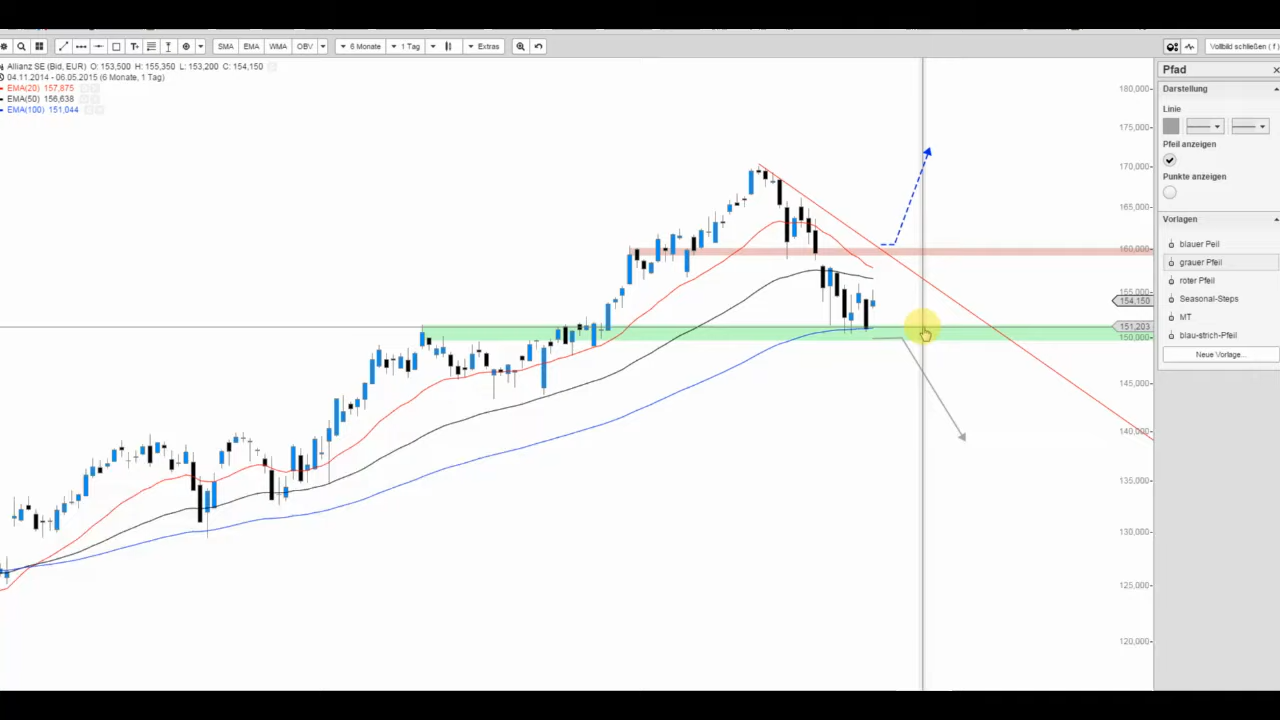 SMA EMA WMA OBV 6 Monate 1 Tag Extras Vollbild schließen ( f )
Allianz SE (Bid, EUR) O: 153,500 H: 155,350 L: 153,200 C: 154,150
04.11.2014 - 06.05.2015 (6 Monate, 1 Tag)
EMA(20) 157,875
EMA(50) 156,638
EMA(100) 151,044
180,000
175,000
170,000
165,000
160,000
155,000
154,150
151,203
150,000
145,000
140,000
135,000
130,000
125,000
120,000
Pfad
Darstellung
Linie
Pfeil anzeigen
Punkte anzeigen
Vorlagen
blauer Peil
grauer Pfeil
roter Pfeil
Seasonal-Steps
MT
blau-strich-Pfeil
Neue Vorlage...